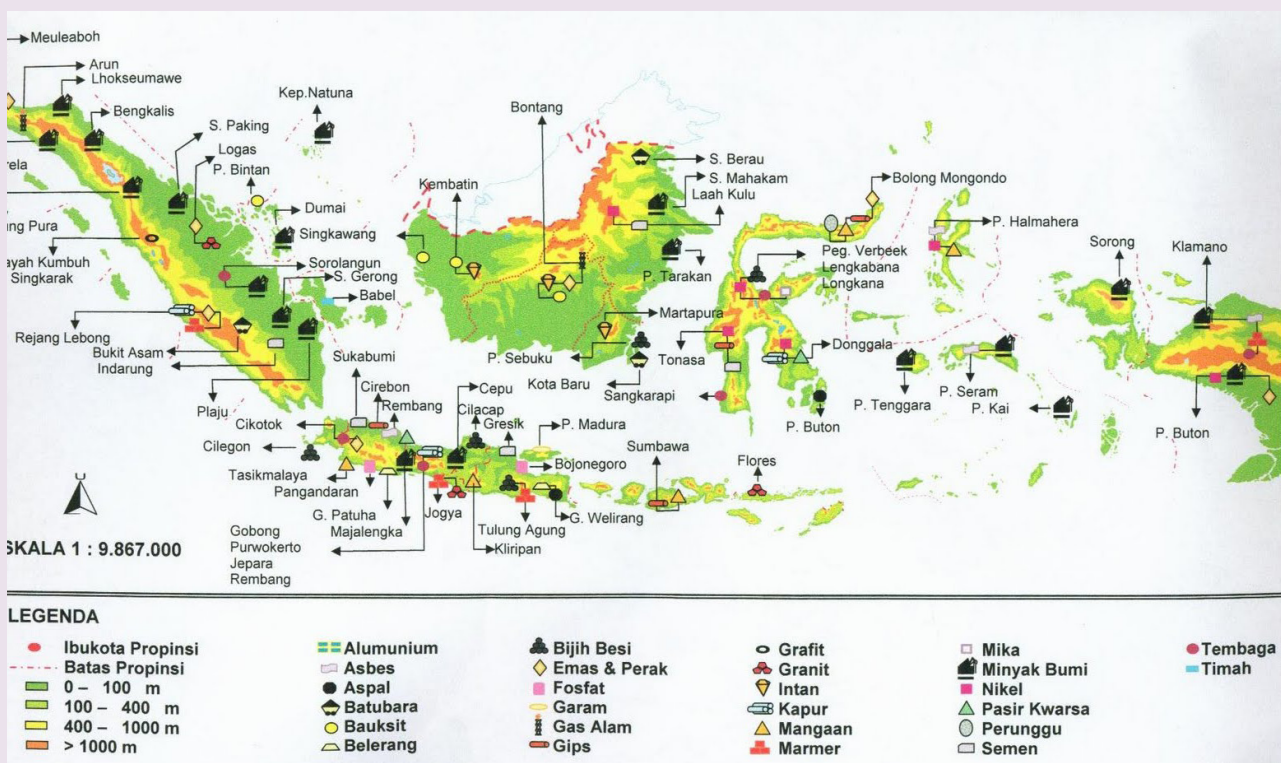 Meuleaboh
Arun
Lhokseumawe
Bengkalis
S. Paking
Logas
P. Bintan
Kep.Natuna
Dumai
Singkawang
Kembatin
Bontang
S. Berau
S. Mahakam
Laah Kulu
P. Tarakan
Bolong Mongondo
P. Halmahera
Sorong
Klamano
Peg. Verbeek
Lengkabana
Longkana
ayah Kumbuh
Singkarak
Sorolangun
S. Gerong
Babel
Rejang Lebong
Bukit Asam
Indarung
Plaju
Martapura
P. Sebuku
Kota Baru
Tonasa
Sangkarapi
Donggala
P. Buton
P. Tenggara
P. Seram
P. Kai
P. Buton
Sukabumi
Cirebon
Rembang
Cepu
Cilacap
Gresik
P. Madura
Cikotok
Cilegon
Tasikmalaya
Pangandaran
G. Patuha
Majalengka
Jogya
Bojonegoro
G. Welirang
Tulung Agung
Kliripan
Sumbawa
Flores
Gobong
Purwokerto
Jepara
Rembang
U
SKALA 1 : 9.867.000
LEGENDA
Ibukota Propinsi
Batas Propinsi
0 – 100 m
100 – 400 m
400 – 1000 m
> 1000 m
Alumunium
Asbes
Aspal
Batubara
Bauksit
Belerang
Bijih Besi
Emas & Perak
Fosfat
Garam
Gas Alam
Gips
Grafit
Granit
Intan
Kapur
Mangaan
Marmer
Mika
Minyak Bumi
Nikel
Pasir Kwarsa
Perunggu
Semen
Tembaga
Timah